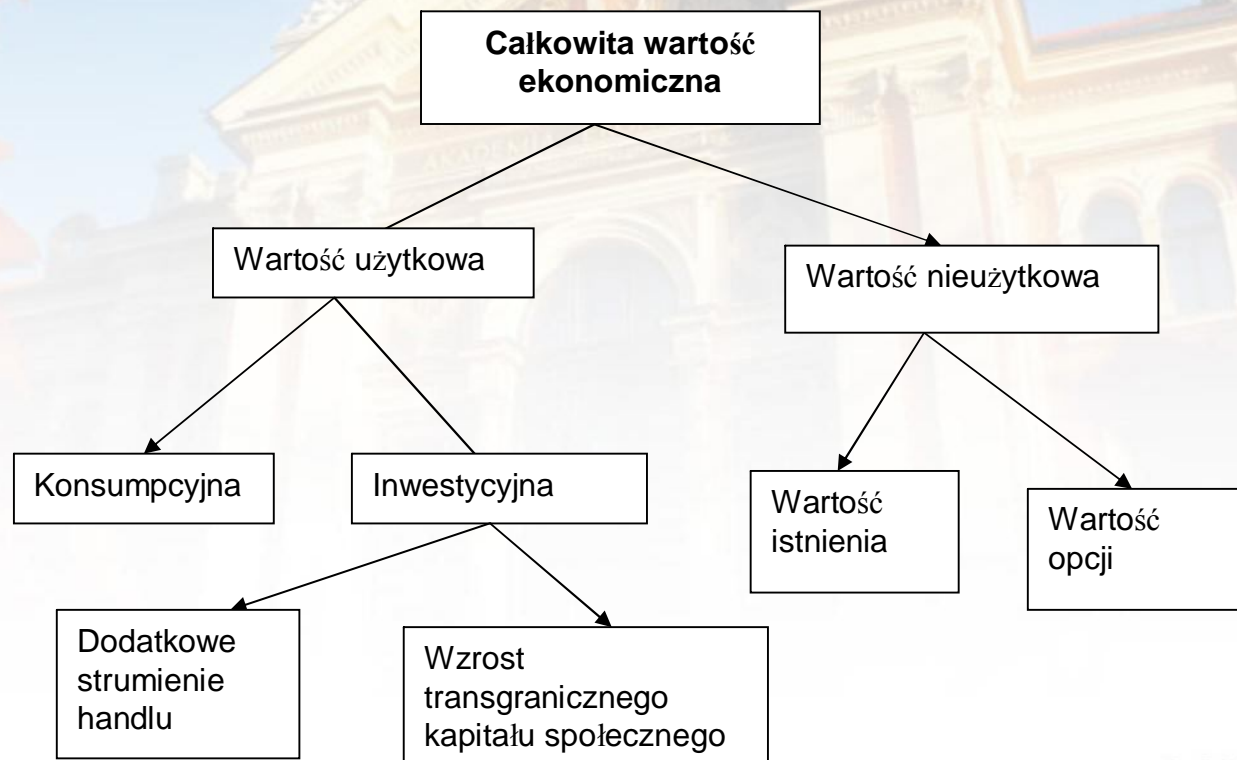 Całkowita wartość
ekonomiczna
Wartość użytkowa
Wartość nieużytkowa
Konsumpcyjna
Inwestycyjna
Wartość
istnienia
Wartość
opcji
Dodatkowe
strumienie
handlu
Wzrost
transgranicznego
kapitału społecznego